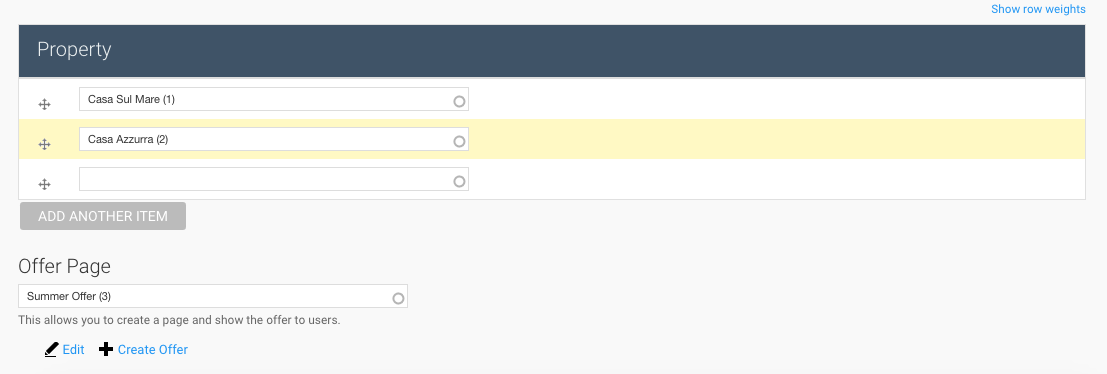 Show row weights
Property
Casa Sul Mare (1)
Casa Azzurra (2)
ADD ANOTHER ITEM
Offer Page
Summer Offer (3)
This allows you to create a page and show the offer to users.
Edit Create Offer